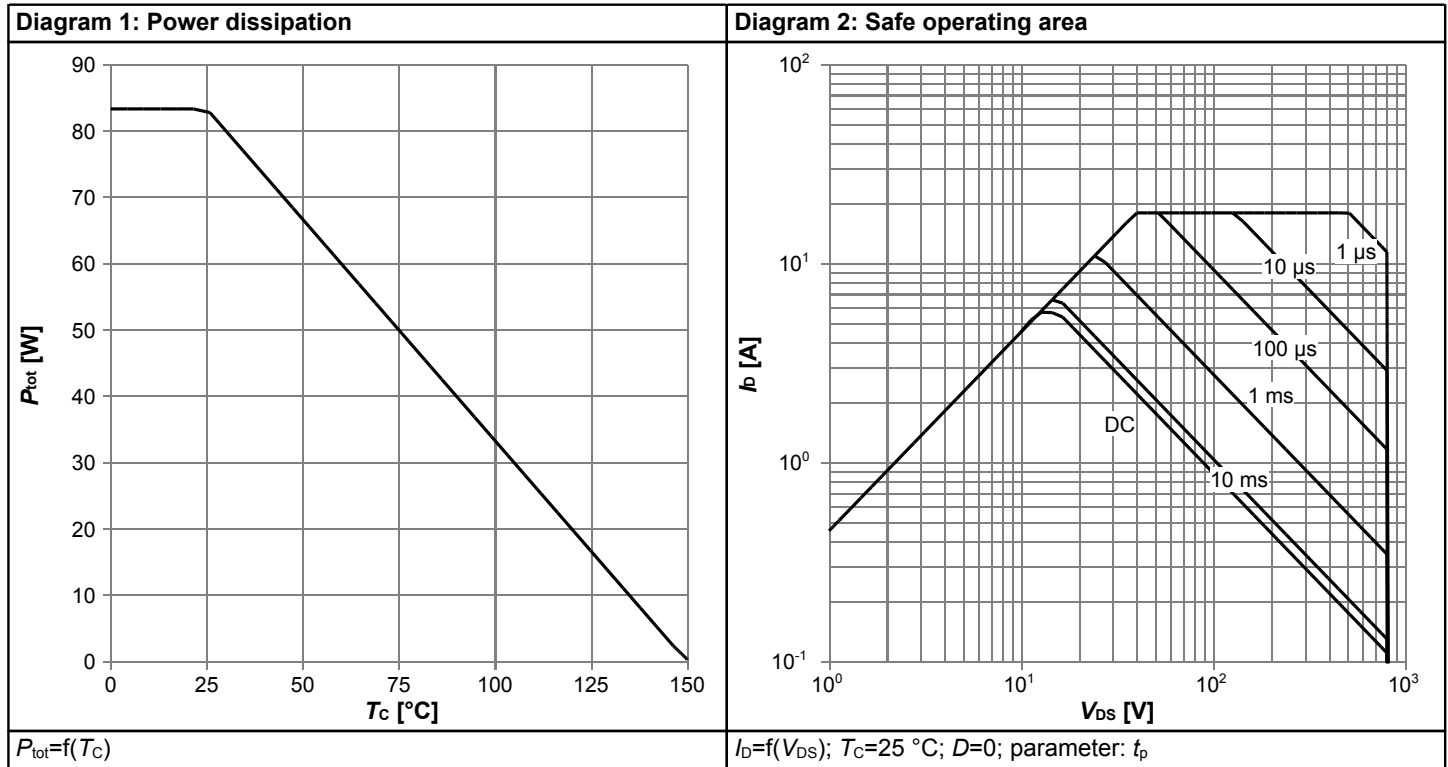 Diagram 1: Power dissipation
90
80
70
60
50
40
30
20
10
0
0 25 50 75 100 125 150
Ptot [W]
TC [°C]
Ptot=f(TC)
Diagram 2: Safe operating area
10²
10¹
10⁰
10⁻¹
10⁰ 10¹ 10² 10³
ID [A]
1 µs
10 µs
100 µs
1 ms
DC
10 ms
VDS [V]
ID=f(VDS); TC=25 °C; D=0; parameter: tp